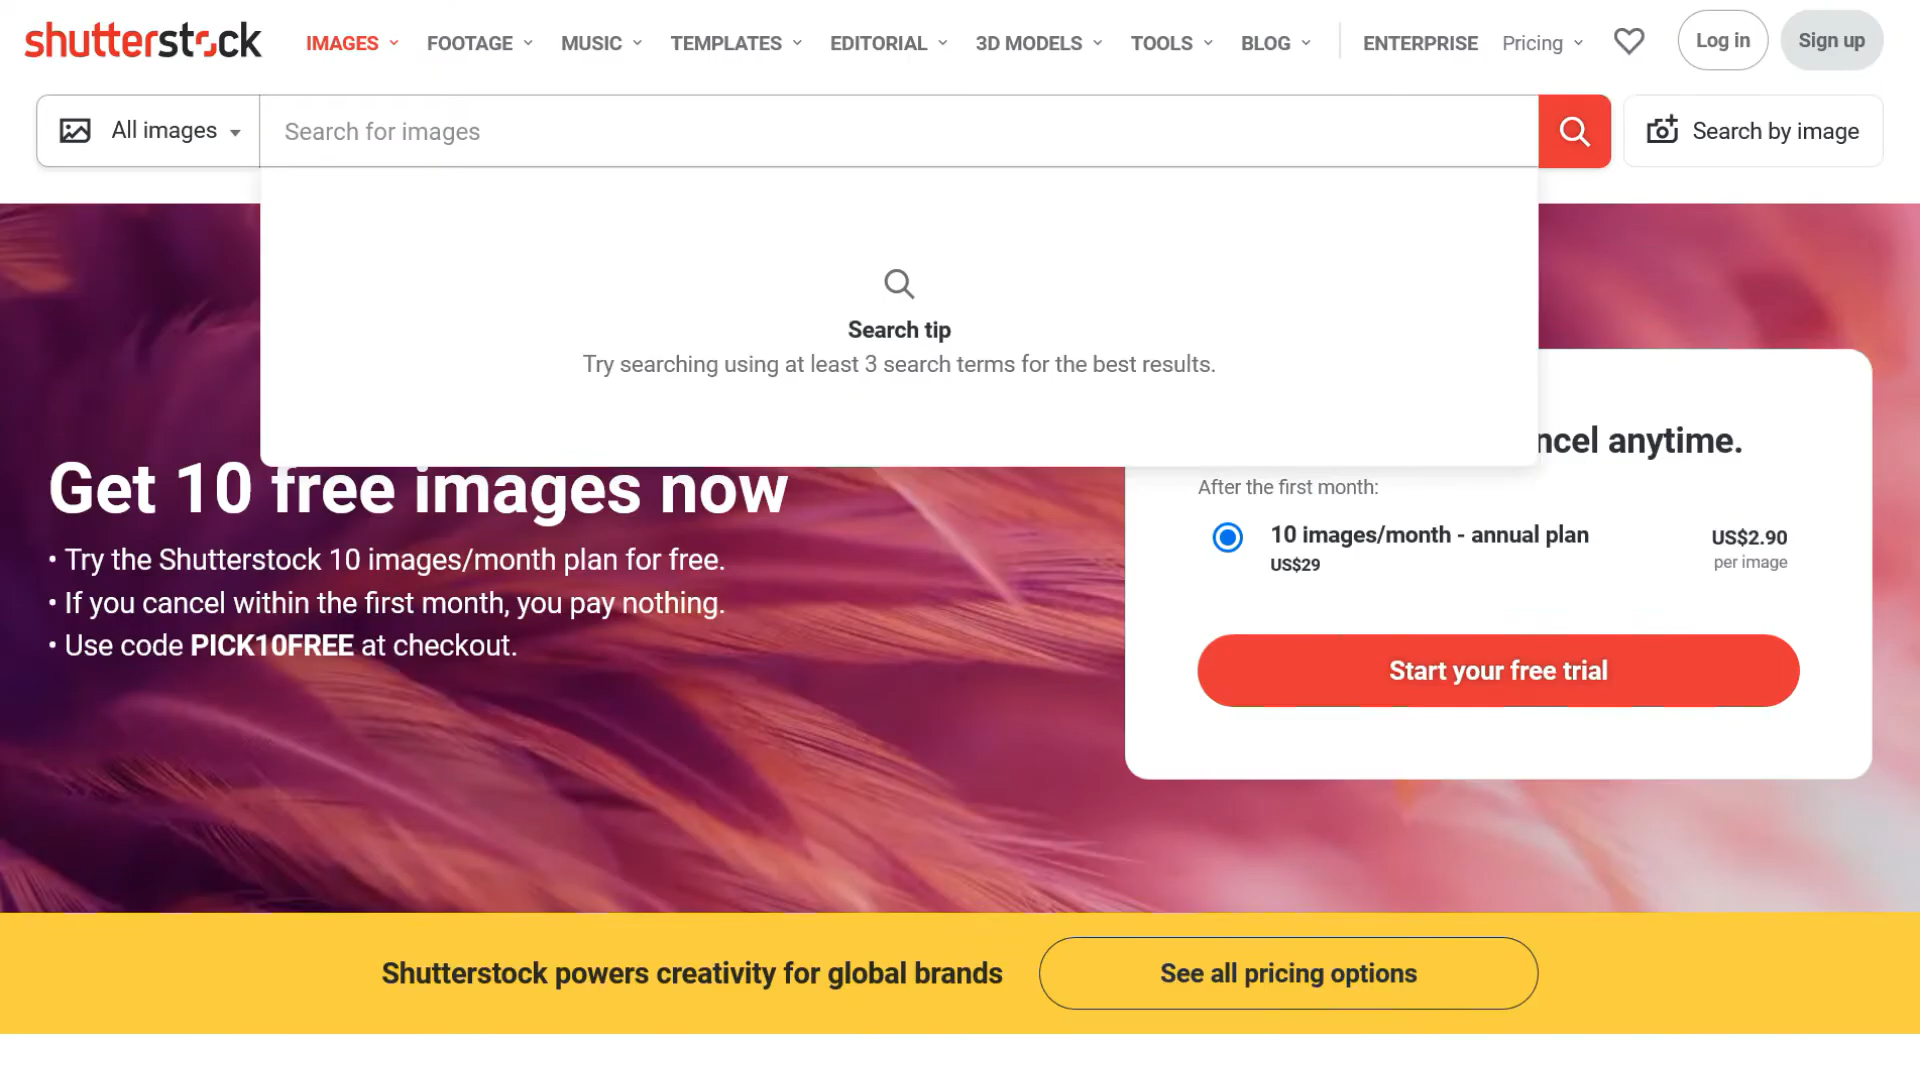 shutterstock
IMAGES FOOTAGE MUSIC TEMPLATES EDITORIAL 3D MODELS TOOLS BLOG ENTERPRISE Pricing Log in Sign up
All images Search for images Search by image
Search tip
Try searching using at least 3 search terms for the best results.
Get 10 free images now
• Try the Shutterstock 10 images/month plan for free.
• If you cancel within the first month, you pay nothing.
• Use code PICK10FREE at checkout.
anytime.
After the first month:
10 images/month - annual plan US$2.90
US$29 per image
Start your free trial
Shutterstock powers creativity for global brands See all pricing options